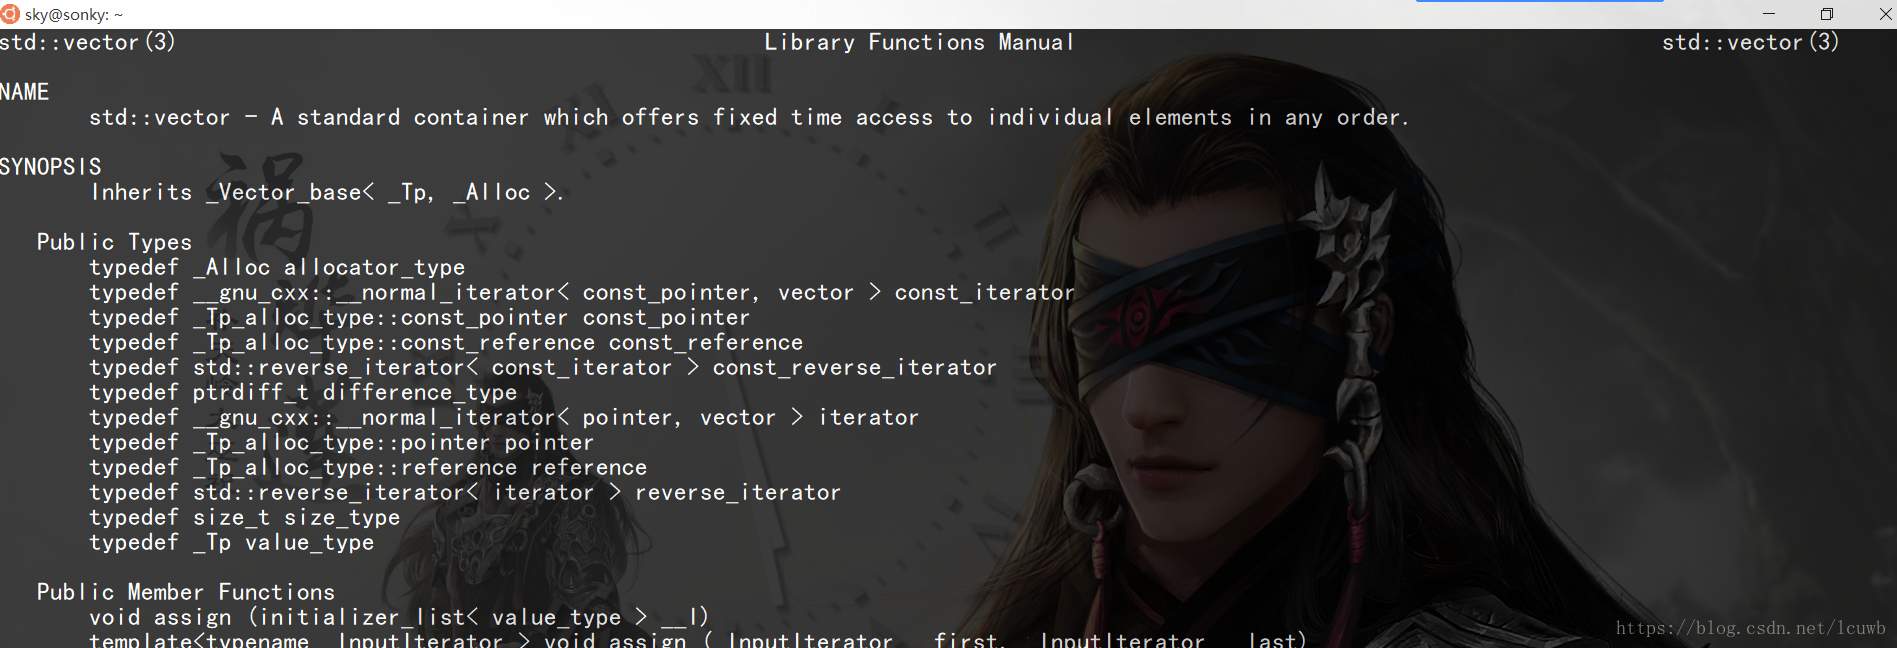 sky@sonky: ~
std::vector(3) Library Functions Manual std::vector(3)
NAME
std::vector - A standard container which offers fixed time access to individual elements in any order.
SYNOPSIS
Inherits _Vector_base< _Tp, _Alloc >.
Public Types
typedef _Alloc allocator_type
typedef __gnu_cxx::__normal_iterator< const_pointer, vector > const_iterator
typedef _Tp_alloc_type::const_pointer const_pointer
typedef _Tp_alloc_type::const_reference const_reference
typedef std::reverse_iterator< const_iterator > const_reverse_iterator
typedef ptrdiff_t difference_type
typedef __gnu_cxx::__normal_iterator< pointer, vector > iterator
typedef _Tp_alloc_type::pointer pointer
typedef _Tp_alloc_type::reference reference
typedef std::reverse_iterator< iterator > reverse_iterator
typedef size_t size_type
typedef _Tp value_type
Public Member Functions
void assign (initializer_list< value_type > __l)
template<typename _InputIterator > void assign (_InputIterator __first, _InputIterator __last)
XII
祸
https://blog.csdn.net/lcuwb